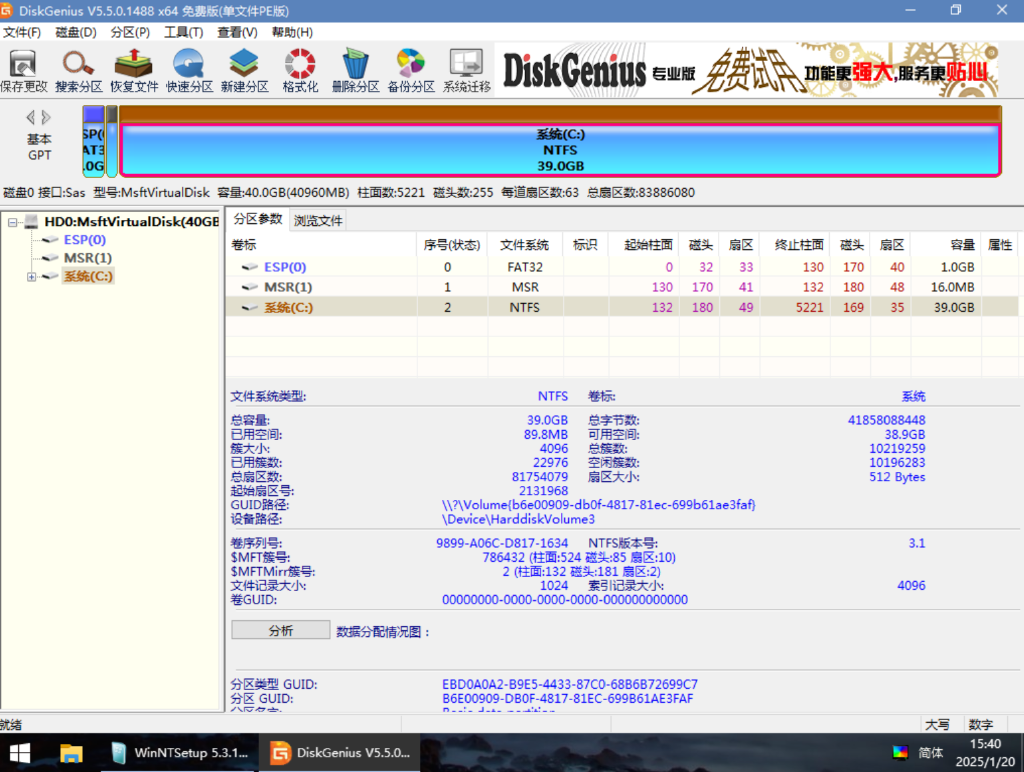 DiskGenius V5.5.0.1488 x64 免费版(单文件PE版)
文件(F) 磁盘(D) 分区(P) 工具(T) 查看(V) 帮助(H)
保存更改 搜索分区 恢复文件 快速分区 新建分区 格式化 删除分区 备份分区 系统迁移
DiskGenius 专业版 免费试用 功能更强大,服务更贴心
基本
GPT
SP(
AT3
.0G
系统(C:)
NTFS
39.0GB
磁盘0 接口:Sas 型号:MsftVirtualDisk 容量:40.0GB(40960MB) 柱面数:5221 磁头数:255 每道扇区数:63 总扇区数:83886080
HD0:MsftVirtualDisk(40GB
ESP(0)
MSR(1)
系统(C:)
分区参数 浏览文件
卷标 序号(状态) 文件系统 标识 起始柱面 磁头 扇区 终止柱面 磁头 扇区 容量 属性
ESP(0) 0 FAT32 0 32 33 130 170 40 1.0GB
MSR(1) 1 MSR 130 170 41 132 180 48 16.0MB
系统(C:) 2 NTFS 132 180 49 5221 169 35 39.0GB
文件系统类型: NTFS 卷标: 系统
总容量: 39.0GB 总字节数: 41858088448
已用空间: 89.8MB 可用空间: 38.9GB
簇大小: 4096 总簇数: 10219259
已用簇数: 22976 空闲簇数: 10196283
总扇区数: 81754079 扇区大小: 512 Bytes
起始扇区号: 2131968
GUID路径: \\?\Volume{b6e00909-db0f-4817-81ec-699b61ae3faf}
设备路径: \Device\HarddiskVolume3
卷序列号: 9899-A06C-D817-1634 NTFS版本号: 3.1
$MFT簇号: 786432 (柱面:524 磁头:85 扇区:10)
$MFTMirr簇号: 2 (柱面:132 磁头:181 扇区:2)
文件记录大小: 1024 索引记录大小: 4096
卷GUID: 00000000-0000-0000-0000-000000000000
分析 数据分配情况图：
分区类型 GUID: EBD0A0A2-B9E5-4433-87C0-68B6B72699C7
分区 GUID: B6E00909-DB0F-4817-81EC-699B61AE3FAF
分区名字: Basic data partition
就绪 大写 数字
WinNTSetup 5.3.1... DiskGenius V5.5.0... 简体 15:40
2025/1/20